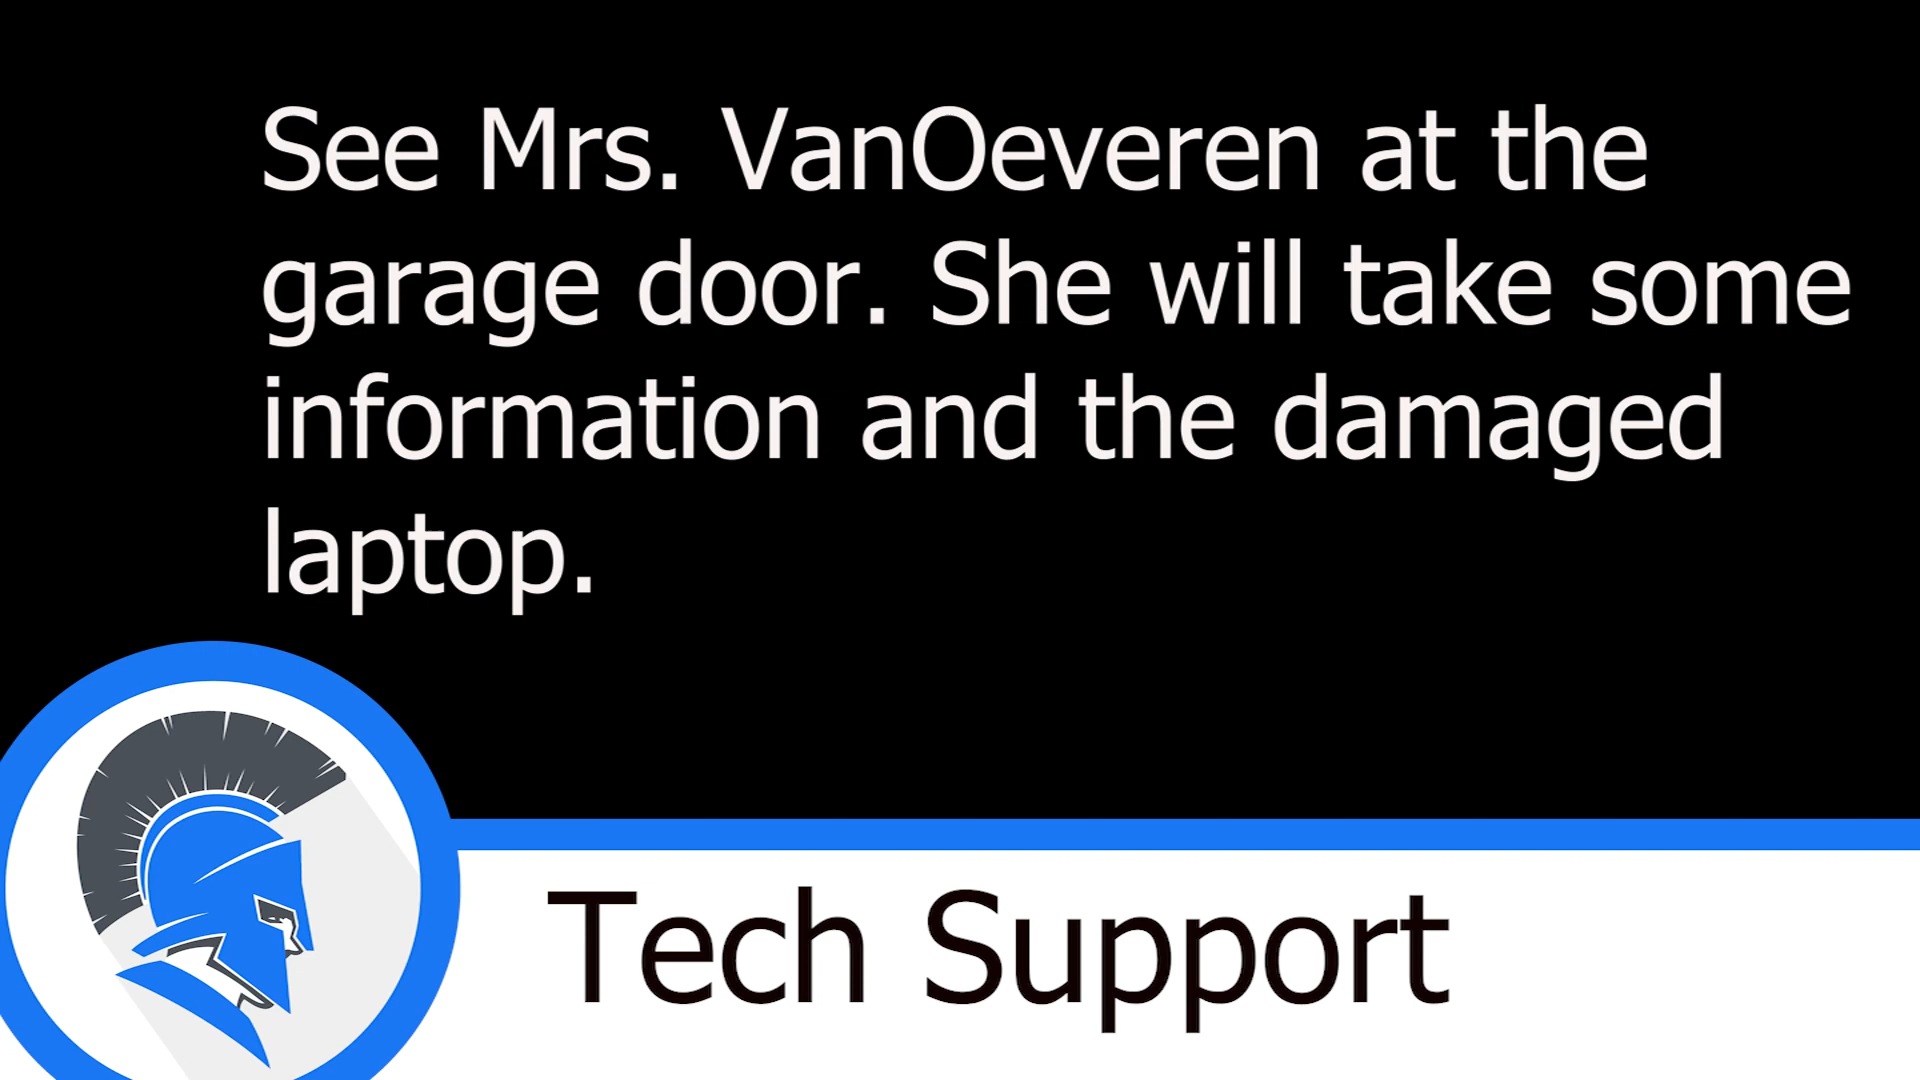 See Mrs. VanOeveren at the
garage door. She will take some
information and the damaged
laptop.
Tech Support